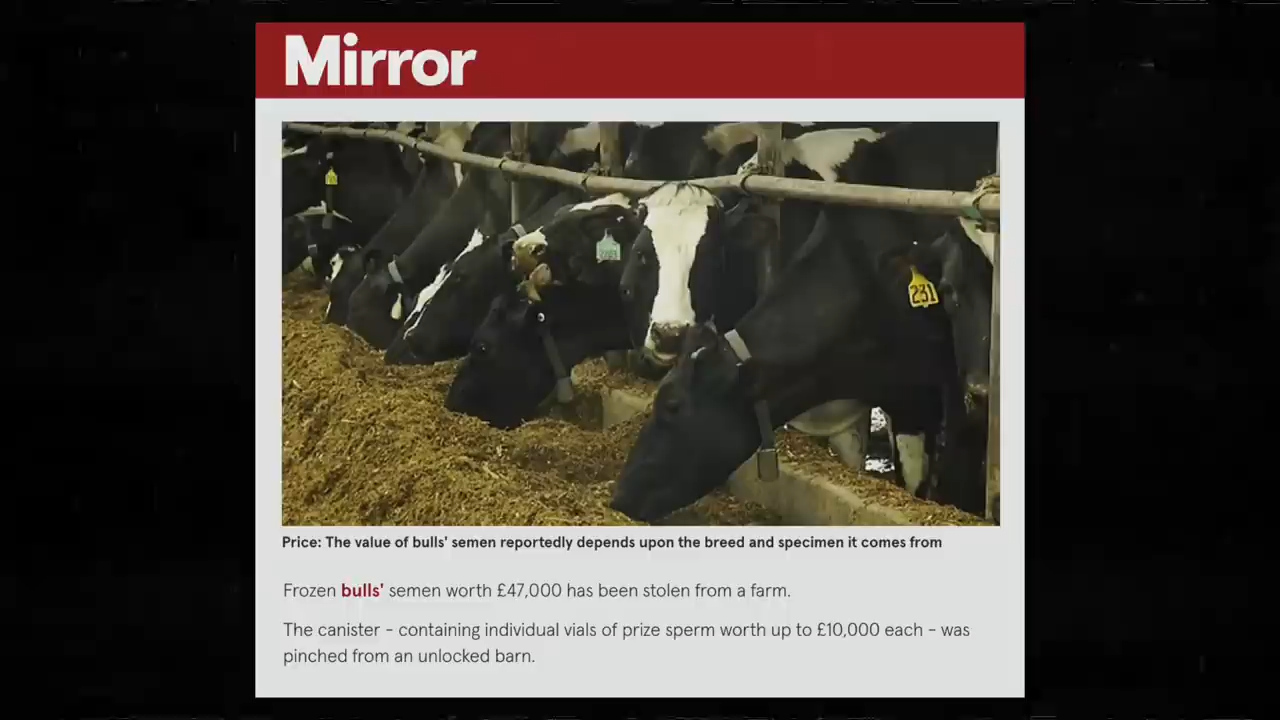 Mirror
231
Price: The value of bulls' semen reportedly depends upon the breed and specimen it comes from
Frozen bulls' semen worth £47,000 has been stolen from a farm.
The canister - containing individual vials of prize sperm worth up to £10,000 each - was
pinched from an unlocked barn.